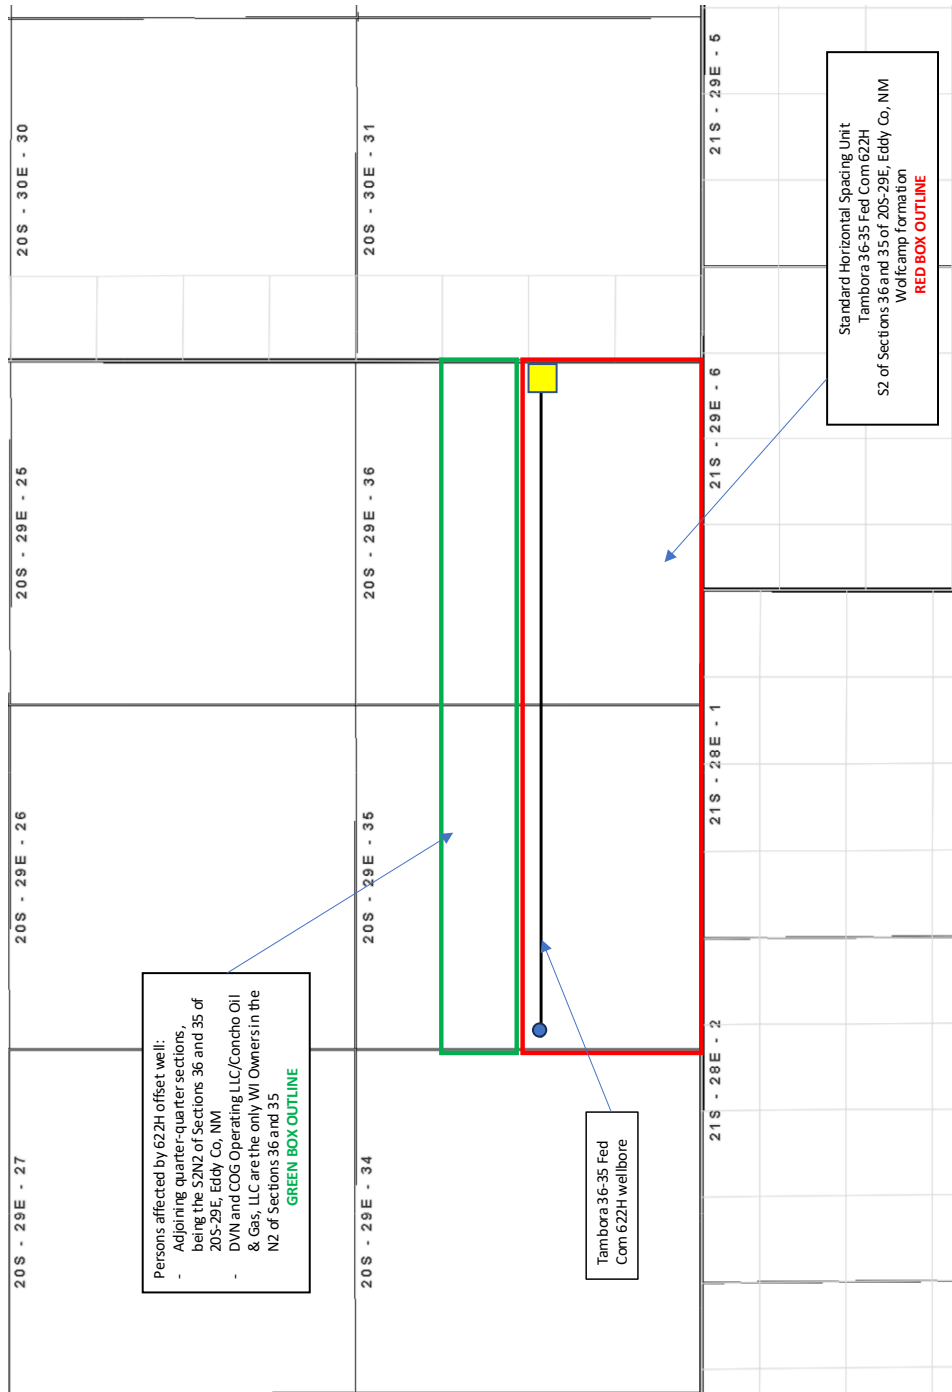 20S - 29E - 27
20S - 29E - 26
20S - 29E - 25
20S - 30E - 30
Persons affected by 622H offset well:
- Adjoining quarter-quarter sections,
being the S2N2 of Sections 36 and 35 of
20S-29E, Eddy Co, NM
- DVN and COG Operating LLC/Concho Oil
& Gas, LLC are the only WI Owners in the
N2 of Sections 36 and 35
GREEN BOX OUTLINE
20S - 29E - 34
20S - 29E - 35
20S - 29E - 36
20S - 30E - 31
Tambora 36-35 Fed
Com 622H wellbore
21S - 28E - 2
21S - 28E - 1
21S - 29E - 6
21S - 29E - 5
Standard Horizontal Spacing Unit
Tambora 36-35 Fed Com 622H
S2 of Sections 36 and 35 of 20S-29E, Eddy Co, NM
Wolfcamp formation
RED BOX OUTLINE